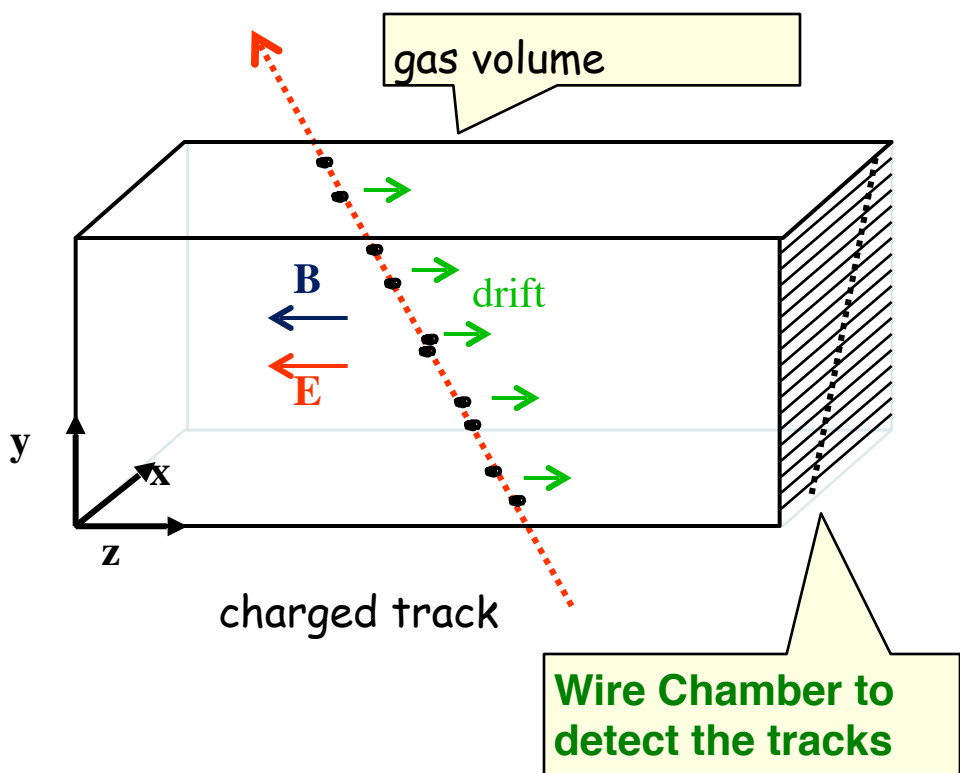 gas volume
B
drift
E
y
x
z
charged track
Wire Chamber to
detect the tracks